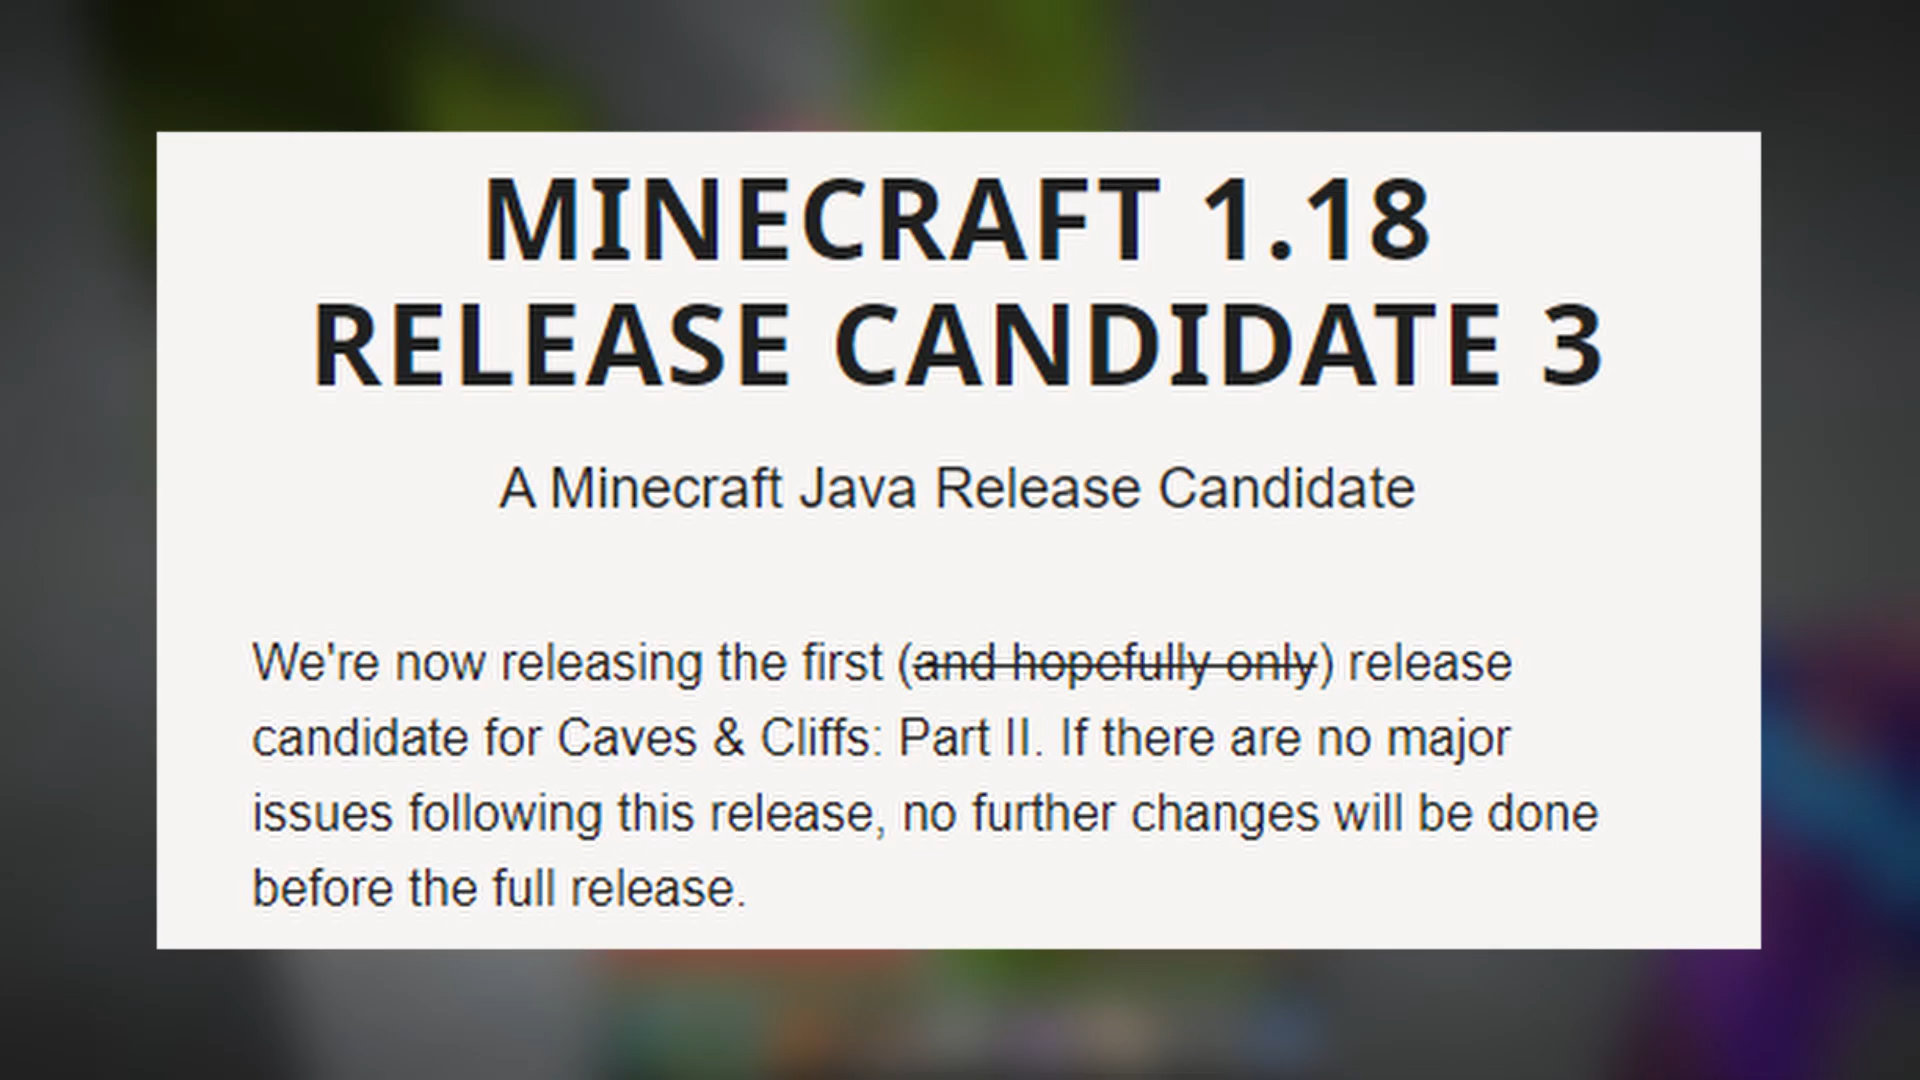 MINECRAFT 1.18
RELEASE CANDIDATE 3
A Minecraft Java Release Candidate
We're now releasing the first (and hopefully only) release
candidate for Caves & Cliffs: Part II. If there are no major
issues following this release, no further changes will be done
before the full release.